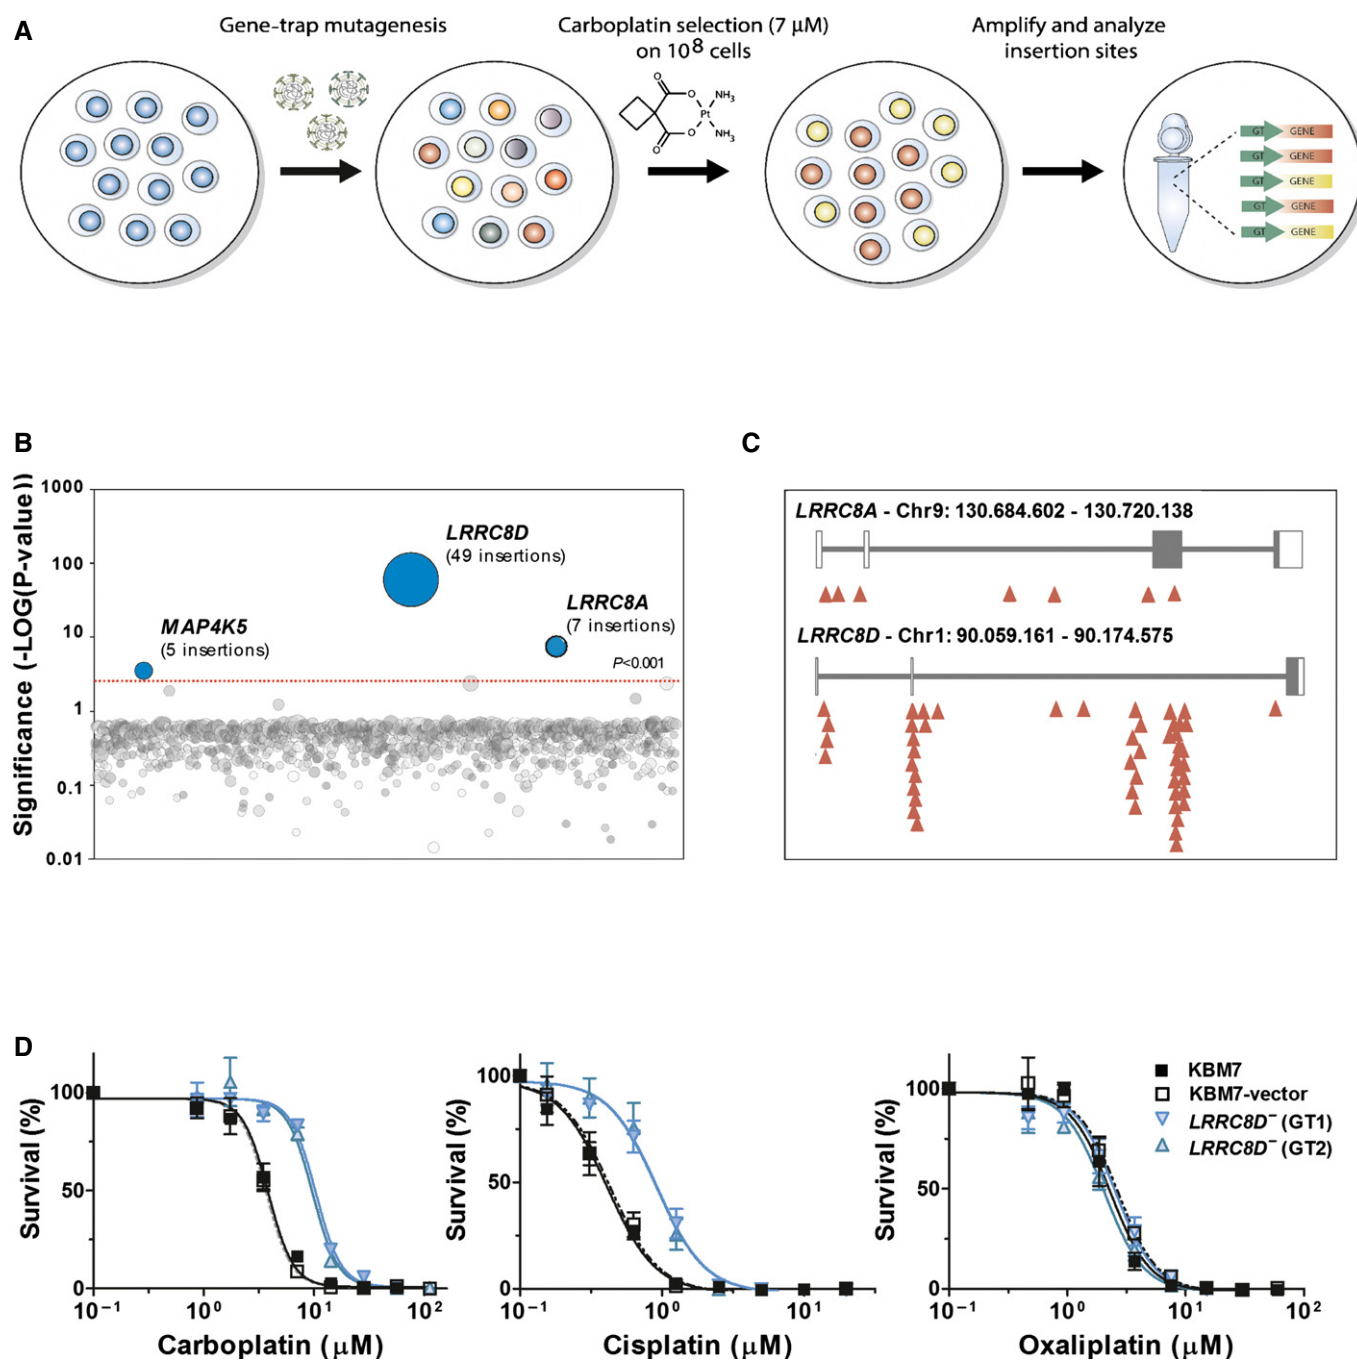 A
Gene-trap mutagenesis
Carboplatin selection (7 μM)
on 10⁸ cells
Amplify and analyze
insertion sites
O
O
O
O
Pt
NH₃
NH₃
GT GENE
GT GENE
GT GENE
GT GENE
GT GENE
B
Significance (-LOG(P-value))
1000
100
10
1
0.1
0.01
LRRC8D
(49 insertions)
LRRC8A
(7 insertions)
MAP4K5
(5 insertions)
P<0.001
C
LRRC8A - Chr9: 130.684.602 - 130.720.138
LRRC8D - Chr1: 90.059.161 - 90.174.575
D
Survival (%)
100
50
0
10⁻¹ 10⁰ 10¹ 10²
Carboplatin (μM)
Survival (%)
100
50
0
10⁻¹ 10⁰ 10¹
Cisplatin (μM)
Survival (%)
100
50
0
10⁻¹ 10⁰ 10¹ 10²
Oxaliplatin (μM)
KBM7
KBM7-vector
LRRC8D⁻ (GT1)
LRRC8D⁻ (GT2)